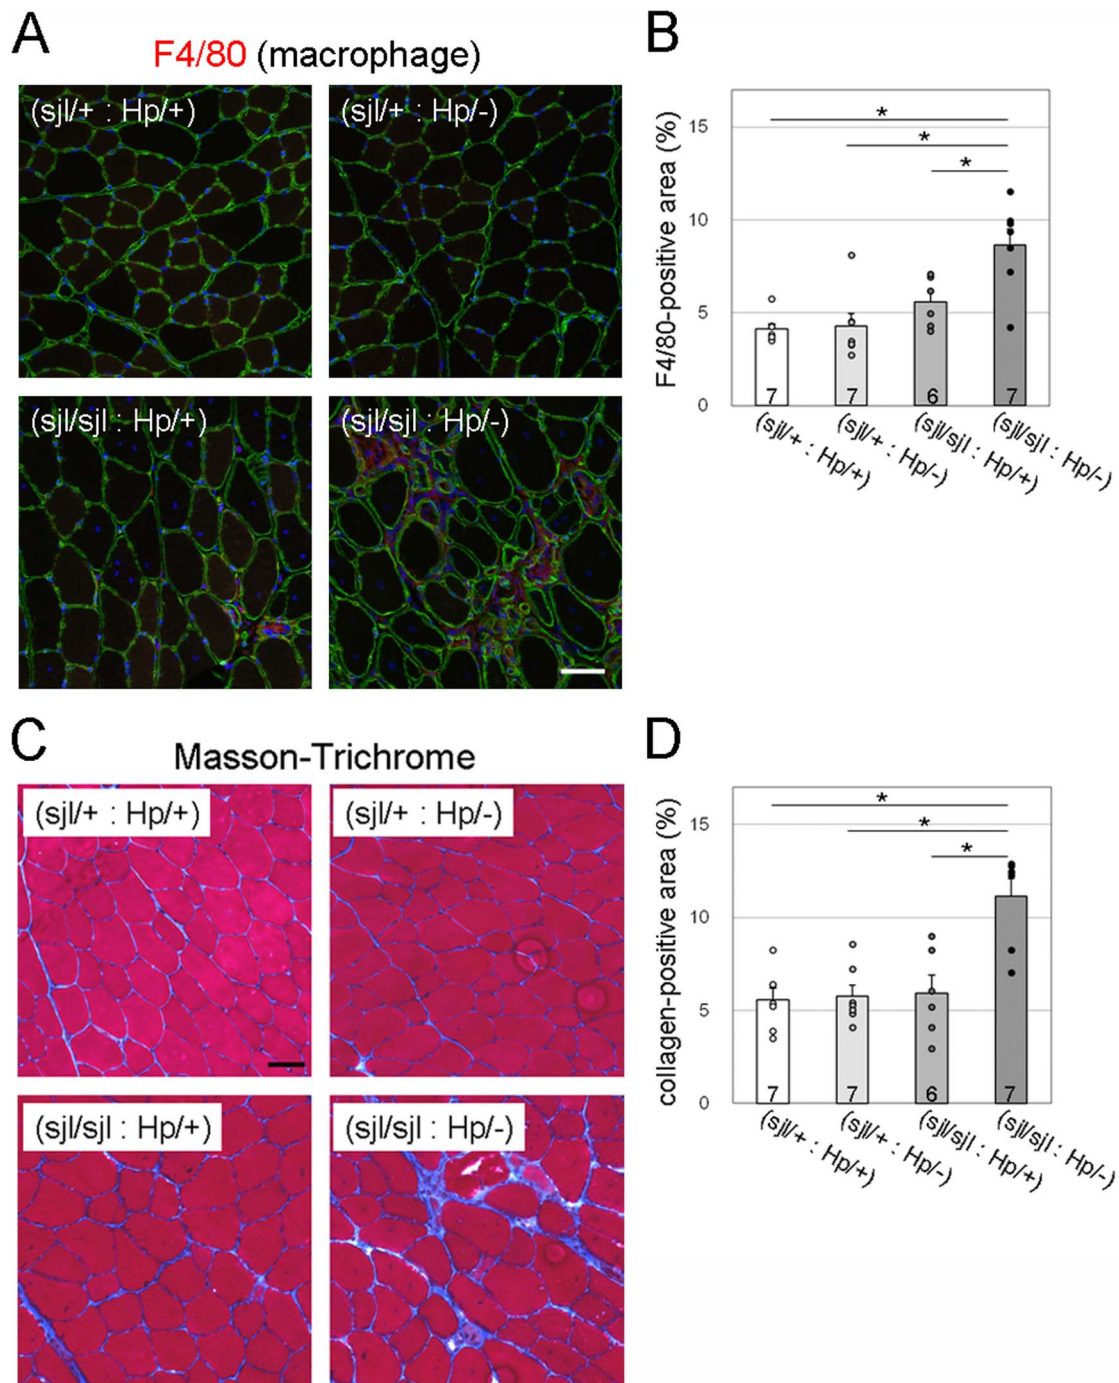 A
F4/80 (macrophage)
(sjl/+ : Hp/+)
(sjl/+ : Hp/-)
(sjl/sjl : Hp/+)
(sjl/sjl : Hp/-)
B
F4/80-positive area (%)
15
10
5
0
*
*
*
7
7
6
7
(sjl/+ : Hp/+)
(sjl/+ : Hp/-)
(sjl/sjl : Hp/+)
(sjl/sjl : Hp/-)
C
Masson-Trichrome
(sjl/+ : Hp/+)
(sjl/+ : Hp/-)
(sjl/sjl : Hp/+)
(sjl/sjl : Hp/-)
D
collagen-positive area (%)
15
10
5
0
*
*
*
7
7
6
7
(sjl/+ : Hp/+)
(sjl/+ : Hp/-)
(sjl/sjl : Hp/+)
(sjl/sjl : Hp/-)